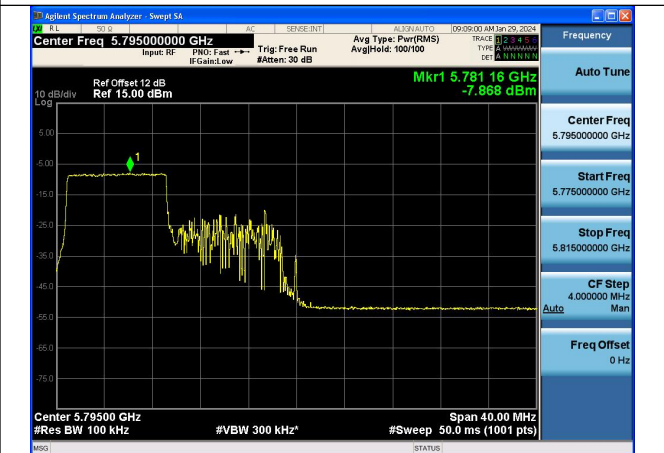 Agilent Spectrum Analyzer - Swept SA
RL 50 Ω AC SENSE:INT ALIGN AUTO 09:09:00 AM Jan 29, 2024
Center Freq 5.795000000 GHz
Input: RF PNO: Fast Trig: Free Run Avg Type: Pwr(RMS) TRACE 1 2 3 4 5 6
IFGain:Low #Atten: 30 dB Avg|Hold: 100/100 TYPE A
DET A N N N N N
Frequency
Ref Offset 12 dB
10 dB/div Ref 15.00 dBm
Log
Mkr1 5.781 16 GHz
-7.868 dBm
Auto Tune
Center Freq
5.795000000 GHz
Start Freq
5.775000000 GHz
Stop Freq
5.815000000 GHz
CF Step
4.000000 MHz
Auto Man
Freq Offset
0 Hz
1
5.00
-5.00
-15.0
-25.0
-35.0
-45.0
-55.0
-65.0
-75.0
Center 5.79500 GHz Span 40.00 MHz
#Res BW 100 kHz #VBW 300 kHz* #Sweep 50.0 ms (1001 pts)
MSG STATUS